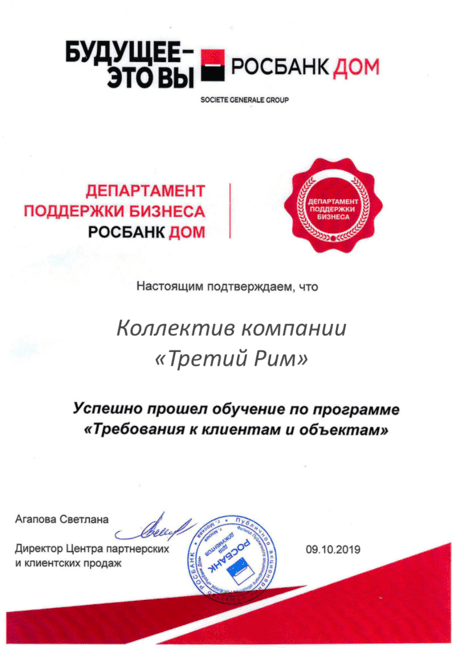 БУДУЩЕЕ–
ЭТО ВЫ
РОСБАНК ДОМ
SOCIETE GENERALE GROUP
ДЕПАРТАМЕНТ
ПОДДЕРЖКИ БИЗНЕСА
РОСБАНК ДОМ
ДЕПАРТАМЕНТ
ПОДДЕРЖКИ
БИЗНЕСА
Настоящим подтверждаем, что
Коллектив компании
«Третий Рим»
Успешно прошел обучение по программе
«Требования к клиентам и объектам»
Агапова Светлана
Директор Центра партнерских
и клиентских продаж
РОСБАНК
ДЛЯ
ДОКУМЕНТОВ
09.10.2019